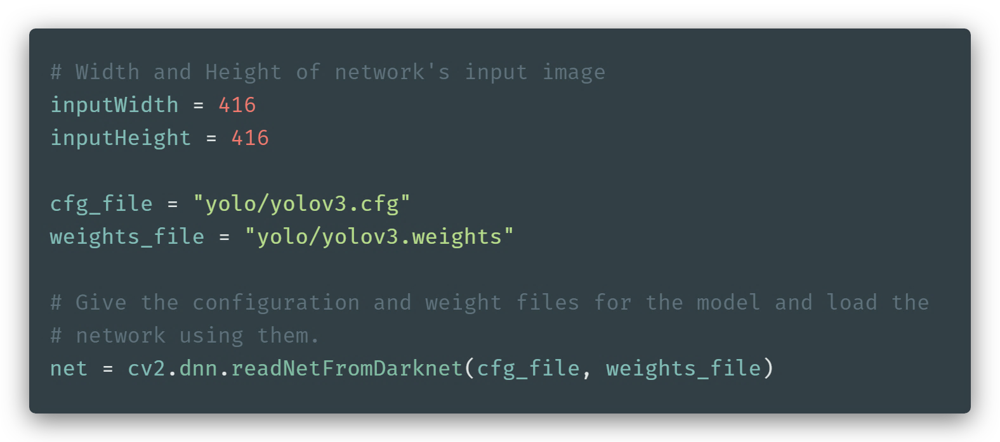 # Width and Height of network's input image
inputWidth = 416
inputHeight = 416
cfg_file = "yolo/yolov3.cfg"
weights_file = "yolo/yolov3.weights"
# Give the configuration and weight files for the model and load the
# network using them.
net = cv2.dnn.readNetFromDarknet(cfg_file, weights_file)